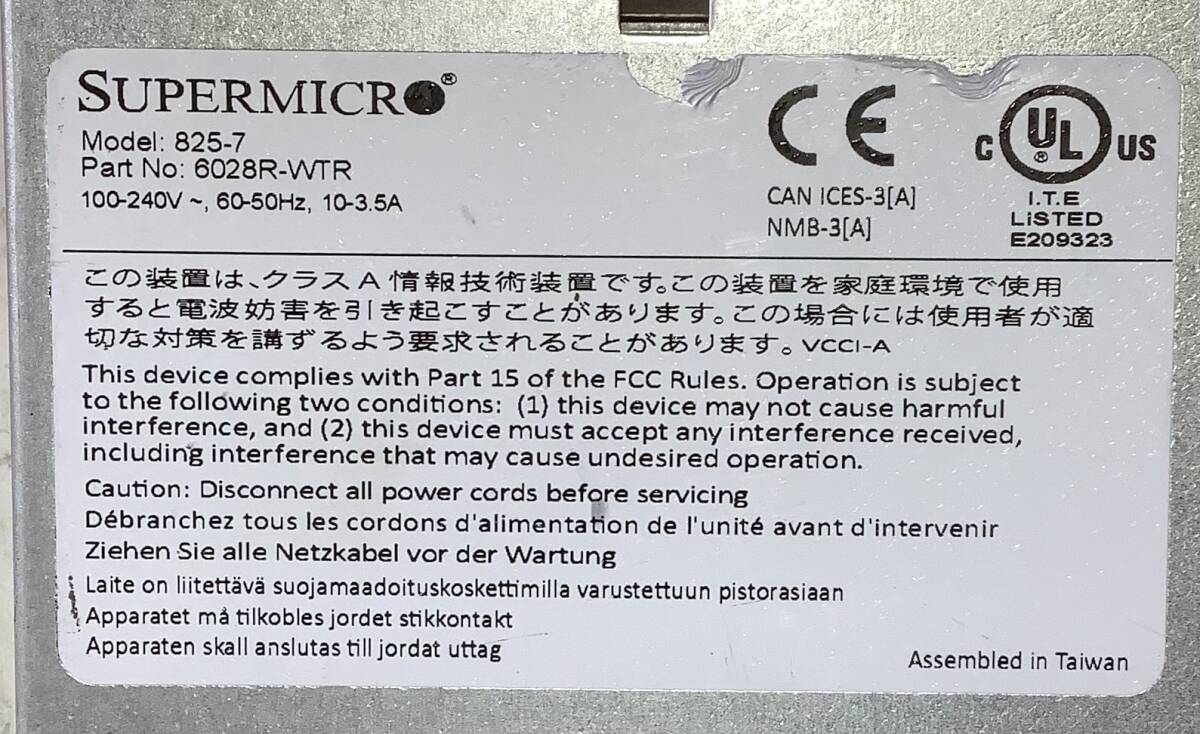 SUPERMICRO®
Model: 825-7
Part No: 6028R-WTR
100-240V ~, 60-50Hz, 10-3.5A
CE
CAN ICES-3[A]
NMB-3[A]
C UL® US
I.T.E
LiSTED
E209323
この装置は、クラスA情報技術装置です。この装置を家庭環境で使用
すると電波妨害を引き起こすことがあります。この場合には使用者が適
切な対策を講ずるよう要求されることがあります。VCCI-A
This device complies with Part 15 of the FCC Rules. Operation is subject
to the following two conditions: (1) this device may not cause harmful
interference, and (2) this device must accept any interference received,
including interference that may cause undesired operation.
Caution: Disconnect all power cords before servicing
Débranchez tous les cordons d'alimentation de l'unité avant d'intervenir
Ziehen Sie alle Netzkabel vor der Wartung
Laite on liitettävä suojamaadoituskoskettimilla varustettuun pistorasiaan
Apparatet må tilkobles jordet stikkontakt
Apparaten skall anslutas till jordat uttag
Assembled in Taiwan